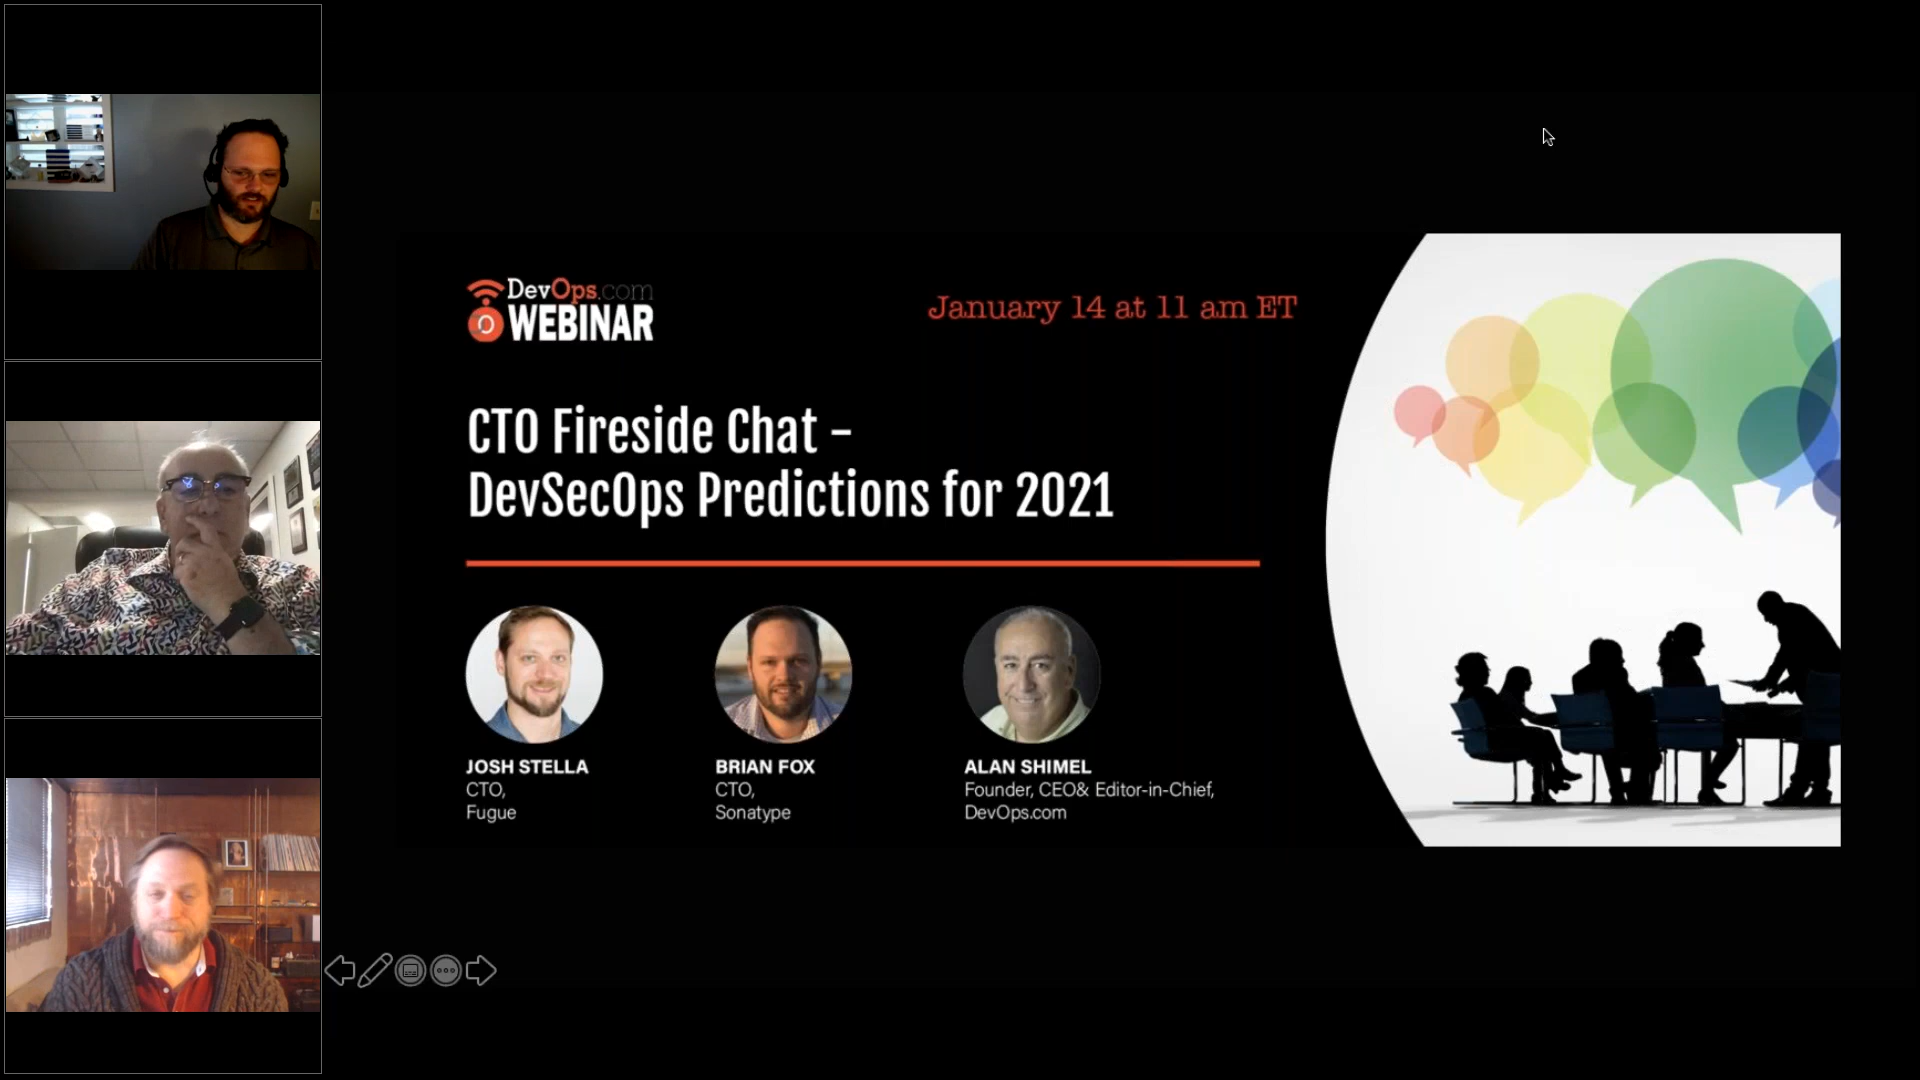 DevOps.com
WEBINAR
January 14 at 11 am ET
CTO Fireside Chat –
DevSecOps Predictions for 2021
JOSH STELLA
CTO,
Fugue
BRIAN FOX
CTO,
Sonatype
ALAN SHIMEL
Founder, CEO& Editor-in-Chief,
DevOps.com